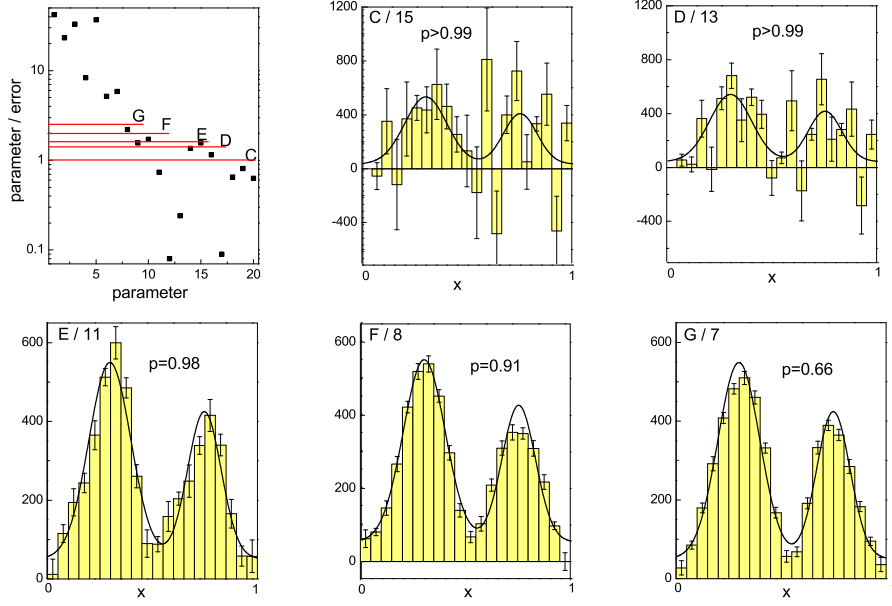 10
1
0.1
parameter / error
G
F
E
D
C
5
10
15
20
parameter
C / 15
p>0.99
1200
800
400
0
-400
0
1
x
D / 13
p>0.99
1200
800
400
0
-400
0
1
x
E / 11
p=0.98
600
400
200
0
0
1
x
F / 8
p=0.91
600
400
200
0
0
1
x
G / 7
p=0.66
600
400
200
0
0
1
x